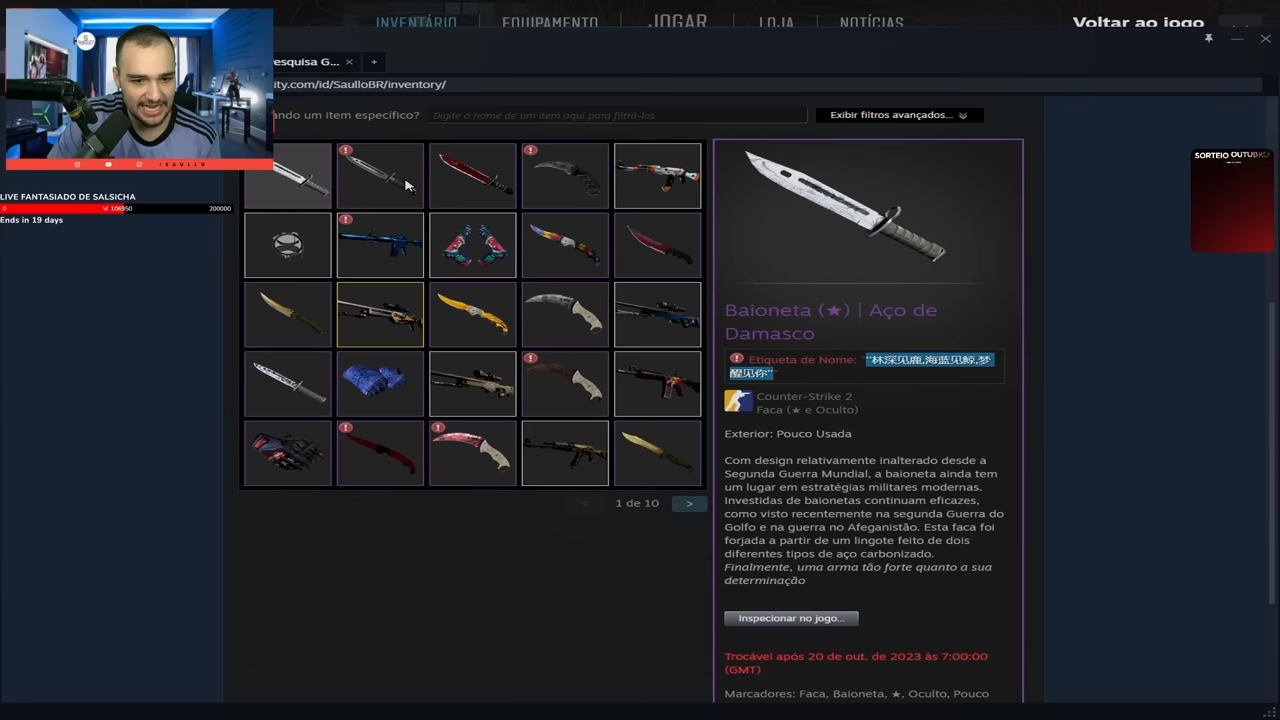 INVENTÁRIO
EQUIPAMENTO
JOGAR
LOJA
NOTÍCIAS
Voltar ao jogo
esquisa G...
ity.com/id/SaulloBR/inventory/
ando um item específico?
Digite o nome de um item aqui para filtrá-los
Exibir filtros avançados...
/SAULLO
LIVE FANTASIADO DE SALSICHA
0
106950
200000
Ends in 19 days
SORTEIO OUTUBRO
Baioneta (★) | Aço de
Damasco
Etiqueta de Nome: "林深见鹿,海蓝见鲸,梦
醒见你"
Counter-Strike 2
Faca (★ e Oculto)
Exterior: Pouco Usada
Com design relativamente inalterado desde a
Segunda Guerra Mundial, a baioneta ainda tem
um lugar em estratégias militares modernas.
Investidas de baionetas continuam eficazes,
como visto recentemente na segunda Guerra do
Golfo e na guerra no Afeganistão. Esta faca foi
forjada a partir de um lingote feito de dois
diferentes tipos de aço carbonizado.
Finalmente, uma arma tão forte quanto a sua
determinação
1 de 10
Inspecionar no jogo...
Trocável após 20 de out. de 2023 às 7:00:00
(GMT)
Marcadores: Faca, Baioneta, ★, Oculto, Pouco